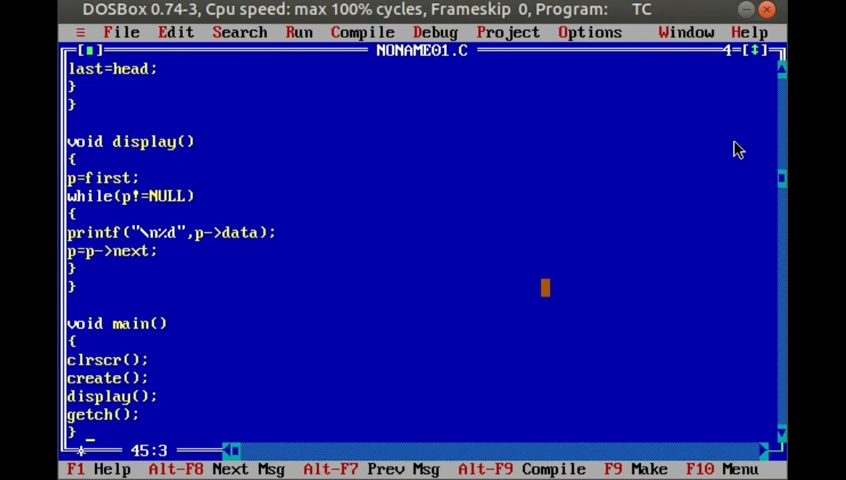 DOSBox 0.74-3, Cpu speed: max 100% cycles, Frameskip 0, Program: TC
≡ File Edit Search Run Compile Debug Project Options Window Help
[■] NONAME01.C 4=[↕]
last=head;
}
}
void display()
{
p=first;
while(p!=NULL)
{
printf("\n%d",p->data);
p=p->next;
}
}
void main()
{
clrscr();
create();
display();
getch();
} _
45:3
F1 Help Alt-F8 Next Msg Alt-F7 Prev Msg Alt-F9 Compile F9 Make F10 Menu